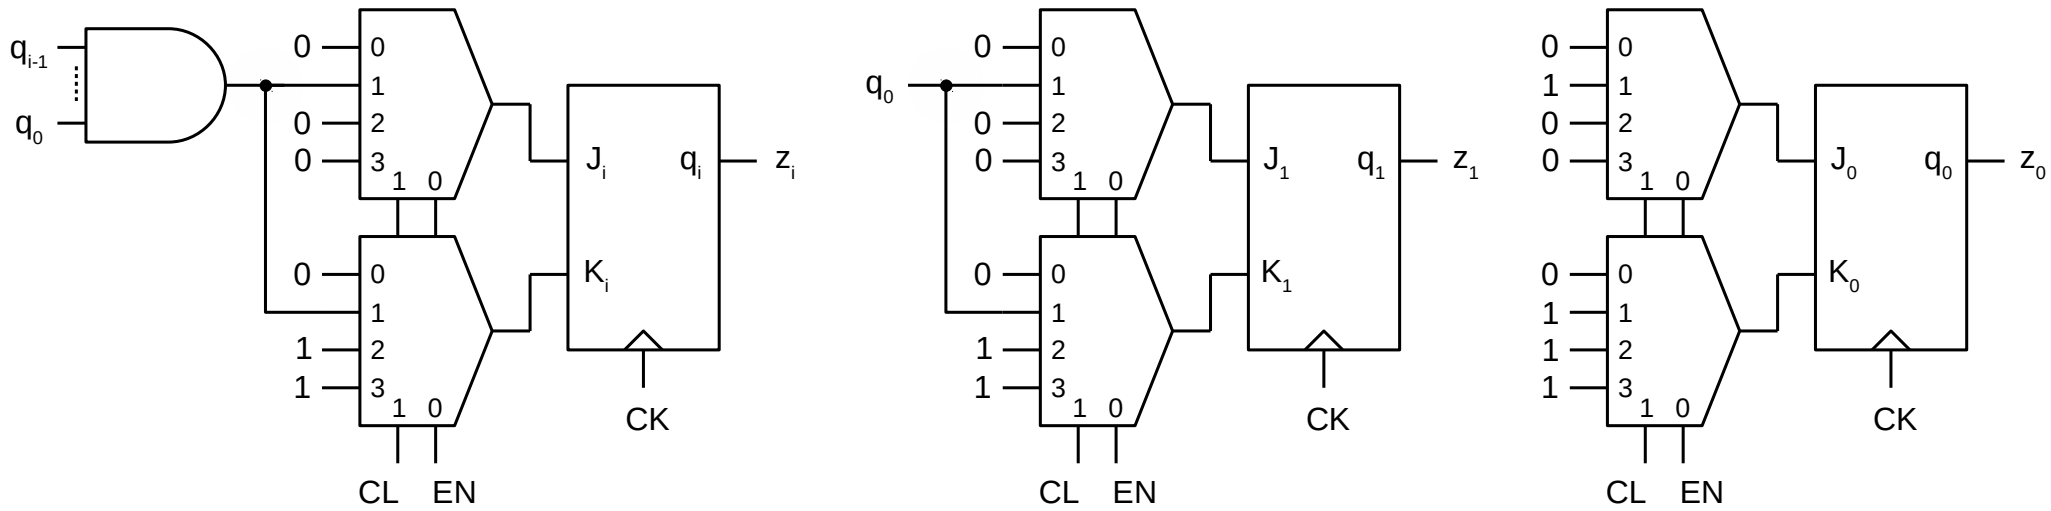 0 0 0 0 0 0
q_{i-1} 1 q_0 1 1 1
q_0 0 2 0 2 0 2
0 3 J_i q_i z_i 0 3 J_1 q_1 z_1 0 3 J_0 q_0 z_0
1 0 1 0 1 0
0 0 K_i 0 0 K_1 0 0 K_0
1 1 1 1
1 2 1 2 1 2
1 3 1 3 1 3
1 0 1 0 1 0
CK CK CK
CL EN CL EN CL EN